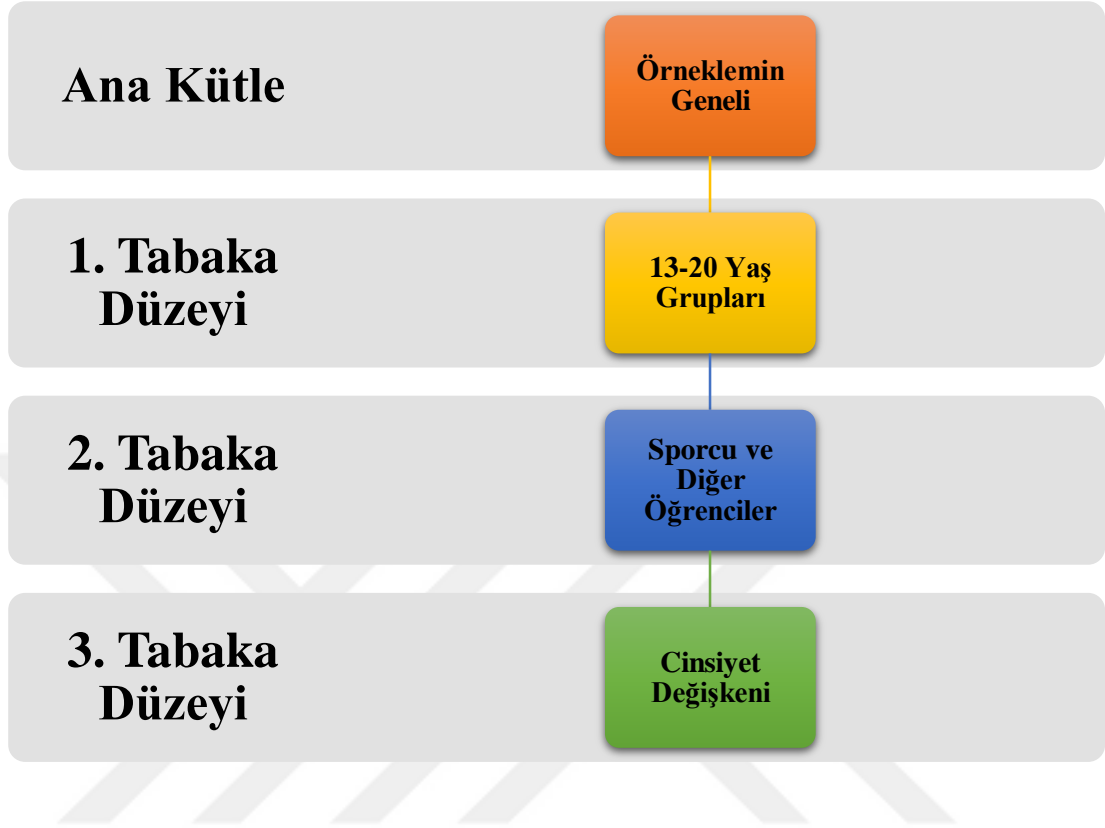 Ana Kütle
Örneklemin
Geneli
1. Tabaka
Düzeyi
13-20 Yaş
Grupları
2. Tabaka
Düzeyi
Sporcu ve
Diğer
Öğrenciler
3. Tabaka
Düzeyi
Cinsiyet
Değişkeni